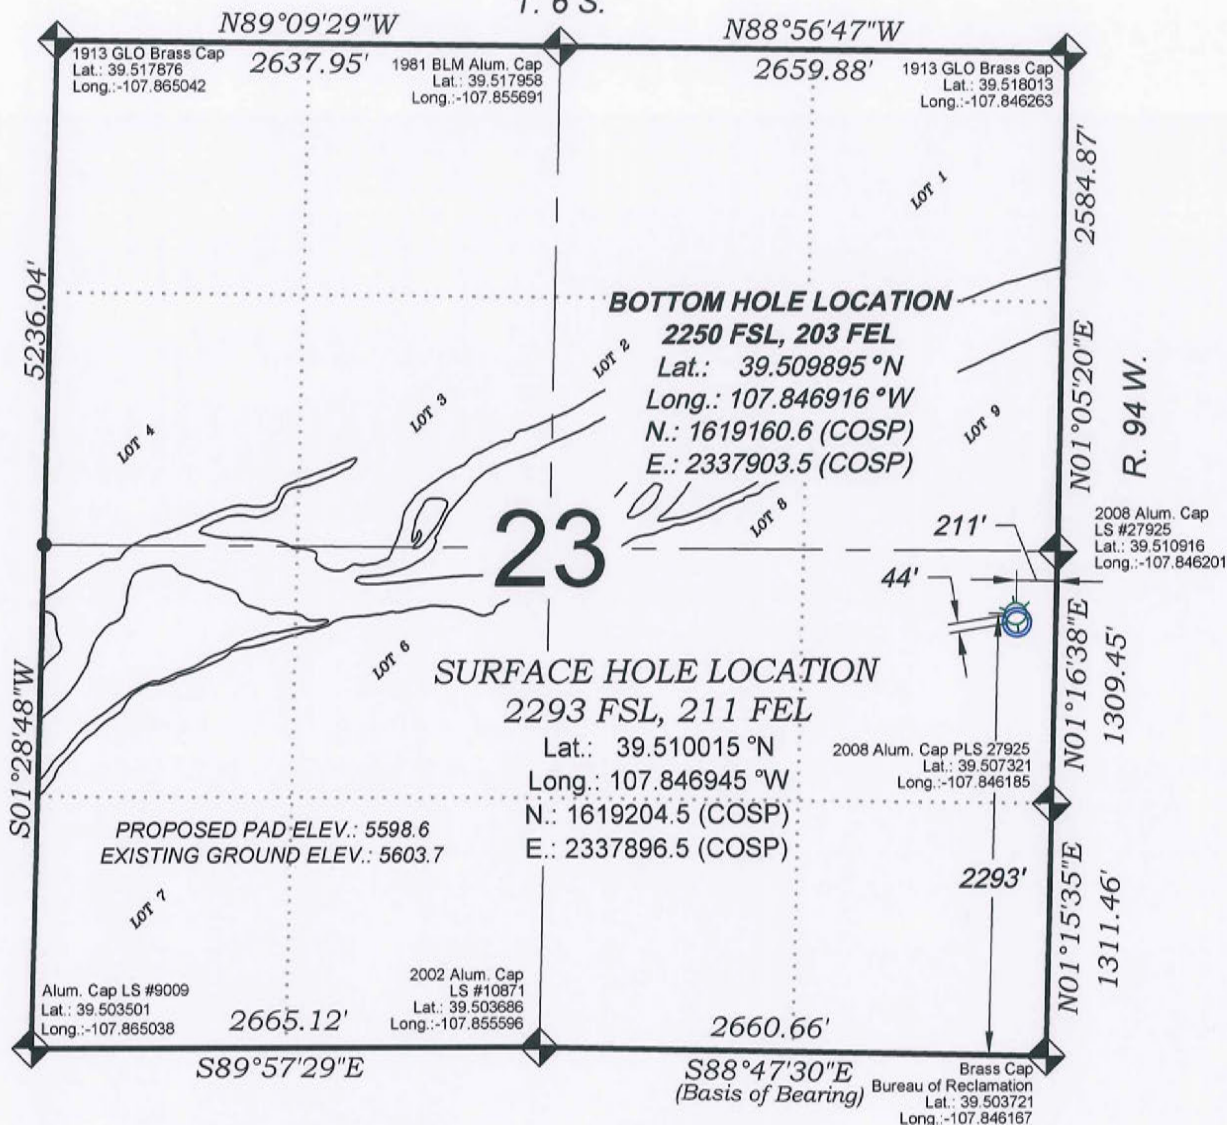 T. 6 S.
N89°09'29"W
N88°56'47"W
1913 GLO Brass Cap
Lat.: 39.517876
Long.:-107.865042
2637.95'
1981 BLM Alum. Cap
Lat.: 39.517958
Long.:-107.855691
2659.88'
1913 GLO Brass Cap
Lat.: 39.518013
Long.:-107.846263
2584.87'
LOT 1
5236.04'
BOTTOM HOLE LOCATION
2250 FSL, 203 FEL
Lat.: 39.509895 °N
Long.: 107.846916 °W
N.: 1619160.6 (COSP)
E.: 2337903.5 (COSP)
LOT 2
LOT 3
LOT 4
LOT 9
N01°05'20"E
R. 94 W.
LOT 8
23
211'
2008 Alum. Cap
LS #27925
Lat.: 39.510916
Long.:-107.846201
44'
LOT 6
SURFACE HOLE LOCATION
2293 FSL, 211 FEL
Lat.: 39.510015 °N
Long.: 107.846945 °W
N.: 1619204.5 (COSP)
E.: 2337896.5 (COSP)
N01°16'38"E
1309.45'
2008 Alum. Cap PLS 27925
Lat.: 39.507321
Long.:-107.846185
S01°28'48"W
PROPOSED PAD ELEV.: 5598.6
EXISTING GROUND ELEV.: 5603.7
LOT 7
2293'
N01°15'35"E
1311.46'
Alum. Cap LS #9009
Lat.: 39.503501
Long.:-107.865038
2665.12'
2002 Alum. Cap
LS #10871
Lat.: 39.503686
Long.:-107.855596
2660.66'
S89°57'29"E
S88°47'30"E
(Basis of Bearing)
Brass Cap
Bureau of Reclamation
Lat.: 39.503721
Long.:-107.846167